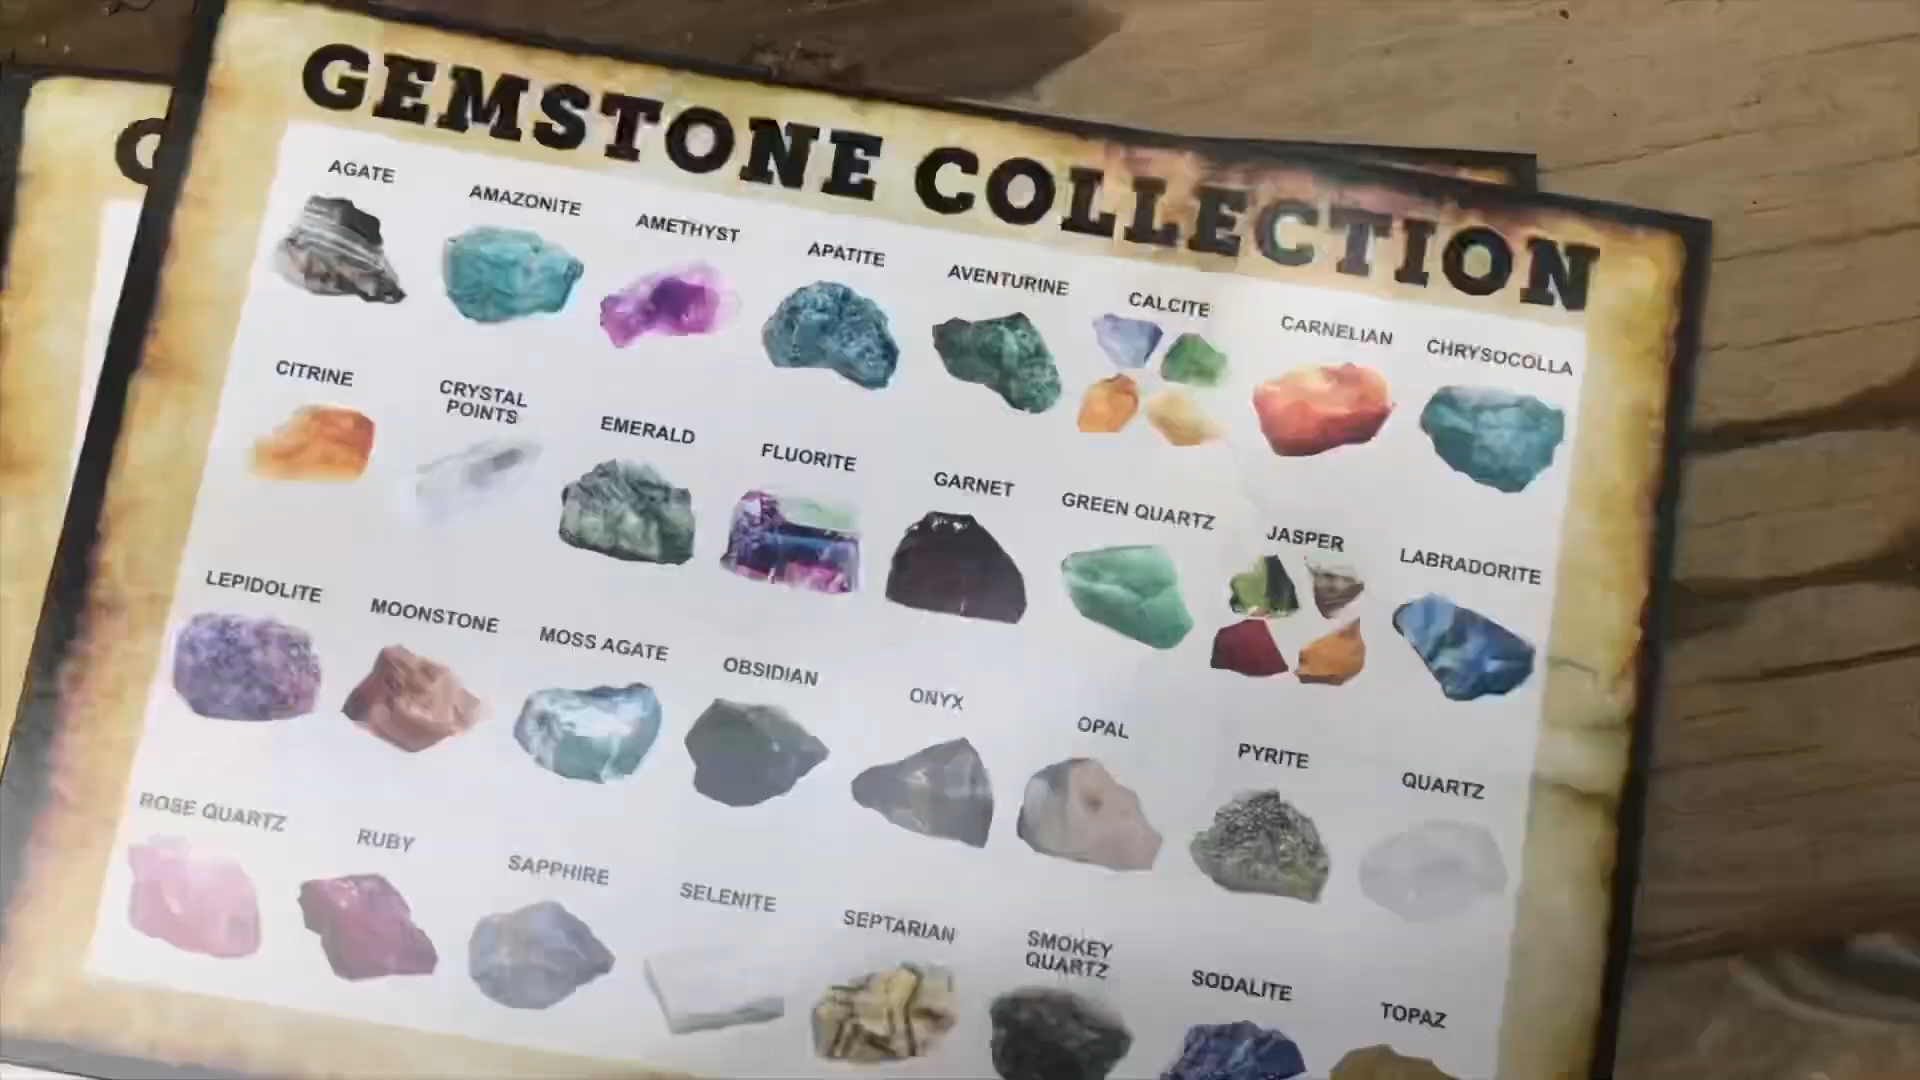 GEMSTONE COLLECTION
AGATE
AMAZONITE
AMETHYST
APATITE
AVENTURINE
CALCITE
CARNELIAN
CHRYSOCOLLA
CITRINE
CRYSTAL
POINTS
EMERALD
FLUORITE
GARNET
GREEN QUARTZ
JASPER
LABRADORITE
LEPIDOLITE
MOONSTONE
MOSS AGATE
OBSIDIAN
ONYX
OPAL
PYRITE
QUARTZ
ROSE QUARTZ
RUBY
SAPPHIRE
SELENITE
SEPTARIAN
SMOKEY
QUARTZ
SODALITE
TOPAZ